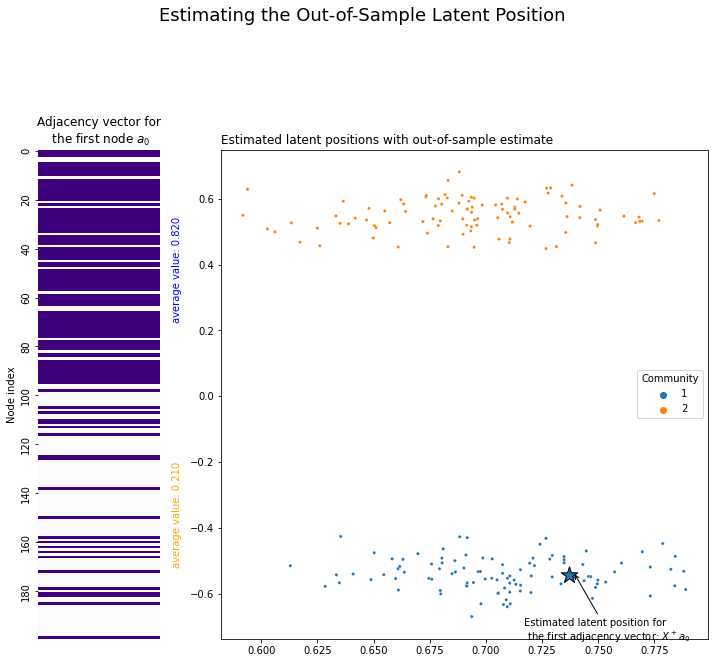 Estimating the Out-of-Sample Latent Position
Adjacency vector for
the first node a₀
Node index
0
20
40
60
80
100
120
140
160
180
average value: 0.820
average value: 0.210
Estimated latent positions with out-of-sample estimate
0.6
0.4
0.2
0.0
−0.2
−0.4
−0.6
0.600
0.625
0.650
0.675
0.700
0.725
0.750
0.775
Community
1
2
Estimated latent position for
the first adjacency vector: X⁺a₀